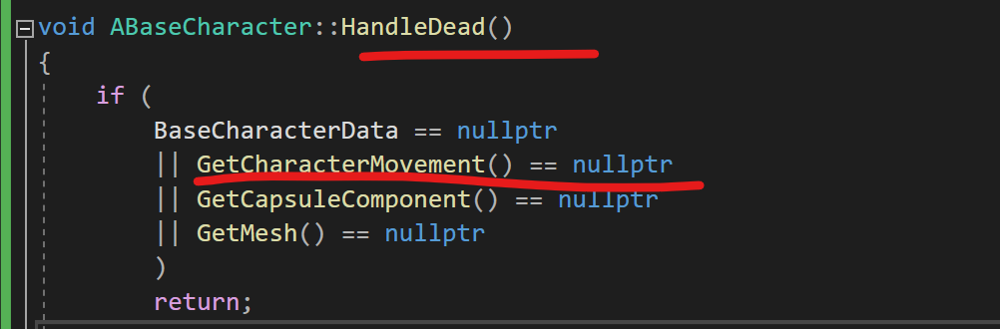 void ABaseCharacter::HandleDead()
{
if (
BaseCharacterData == nullptr
|| GetCharacterMovement() == nullptr
|| GetCapsuleComponent() == nullptr
|| GetMesh() == nullptr
)
return;